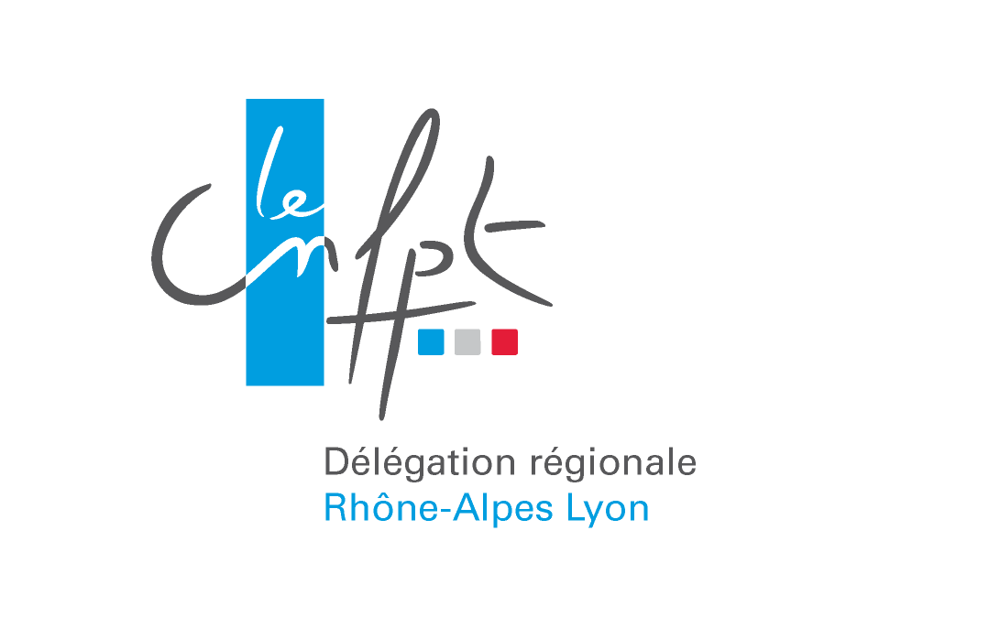 le
cnfpt
Délégation régionale
Rhône-Alpes Lyon